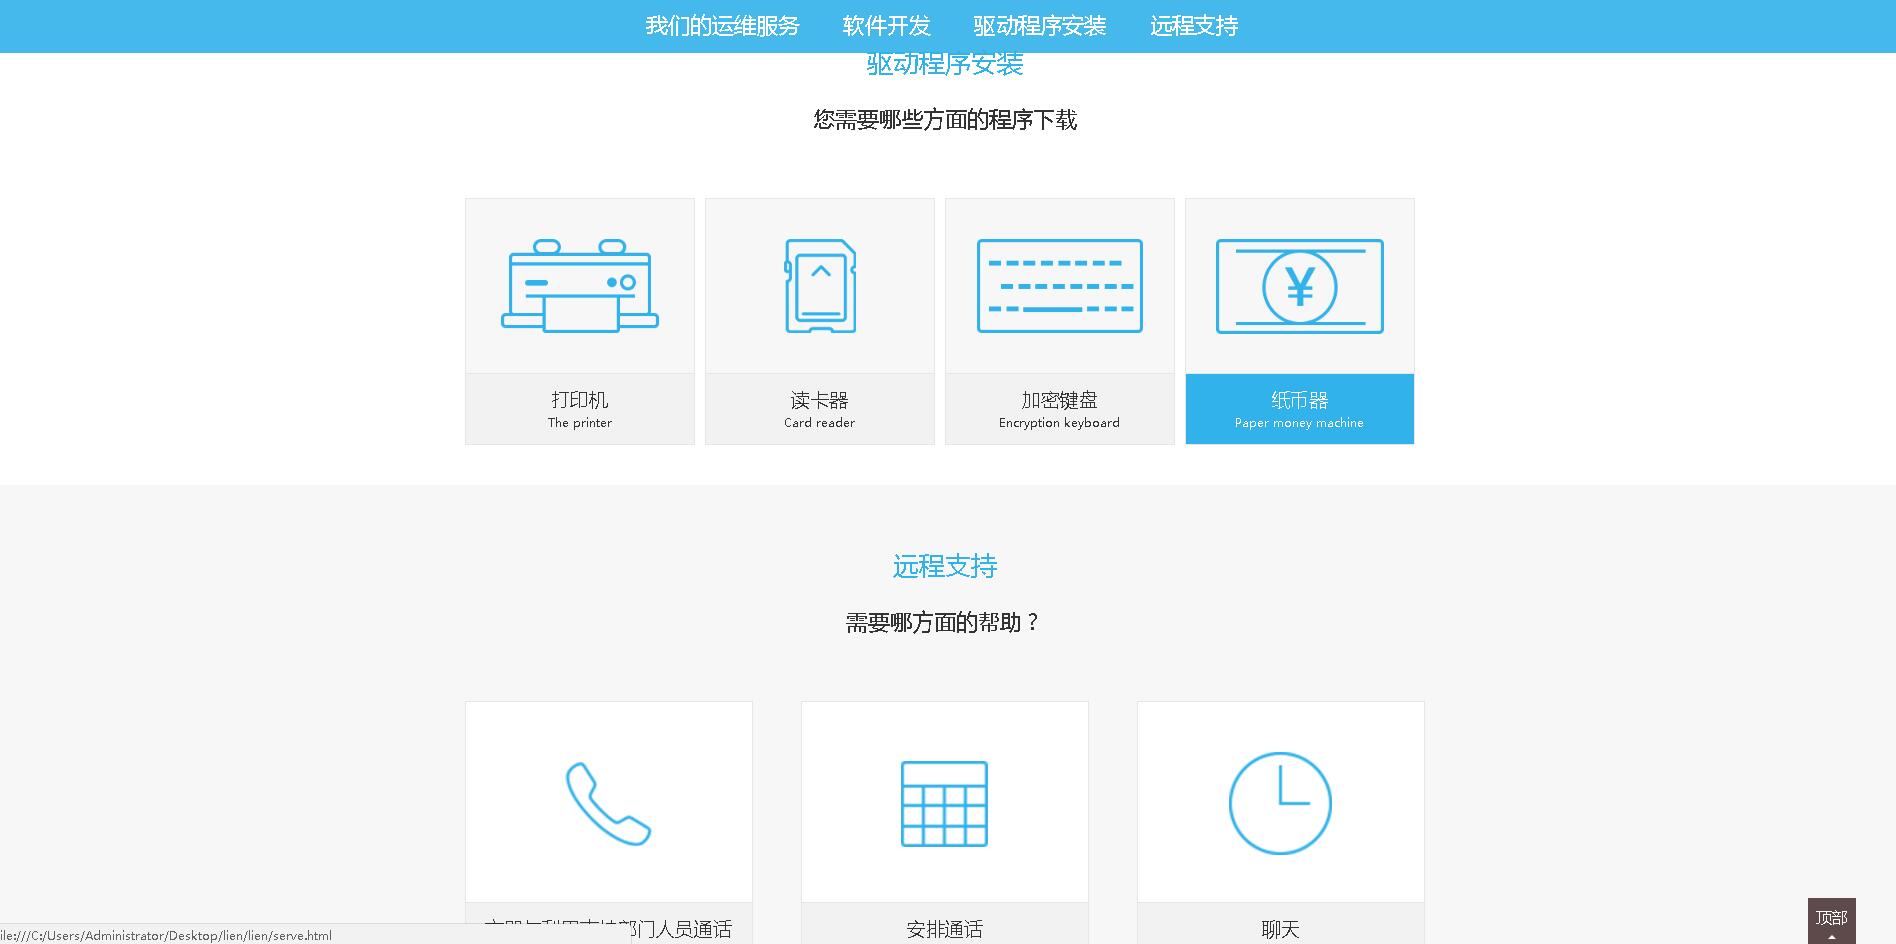 我们的运维服务 软件开发 驱动程序安装 远程支持
驱动程序安装
您需要哪些方面的程序下载
¥
打印机 读卡器 加密键盘 纸币器
The printer Card reader Encryption keyboard Paper money machine
远程支持
需要哪方面的帮助？
部门人员通话 安排通话 聊天
顶部
ile:///C:/Users/Administrator/Desktop/lien/lien/serve.html